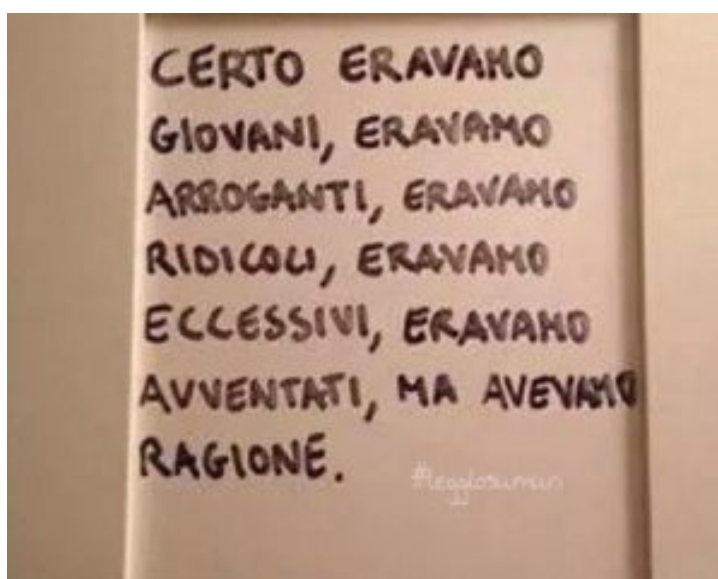 CERTO ERAVAMO
GIOVANI, ERAVAMO
ARROGANTI, ERAVAMO
RIDICOLI, ERAVAMO
ECCESSIVI, ERAVAMO
AVVENTATI, MA AVEVAMO
RAGIONE.